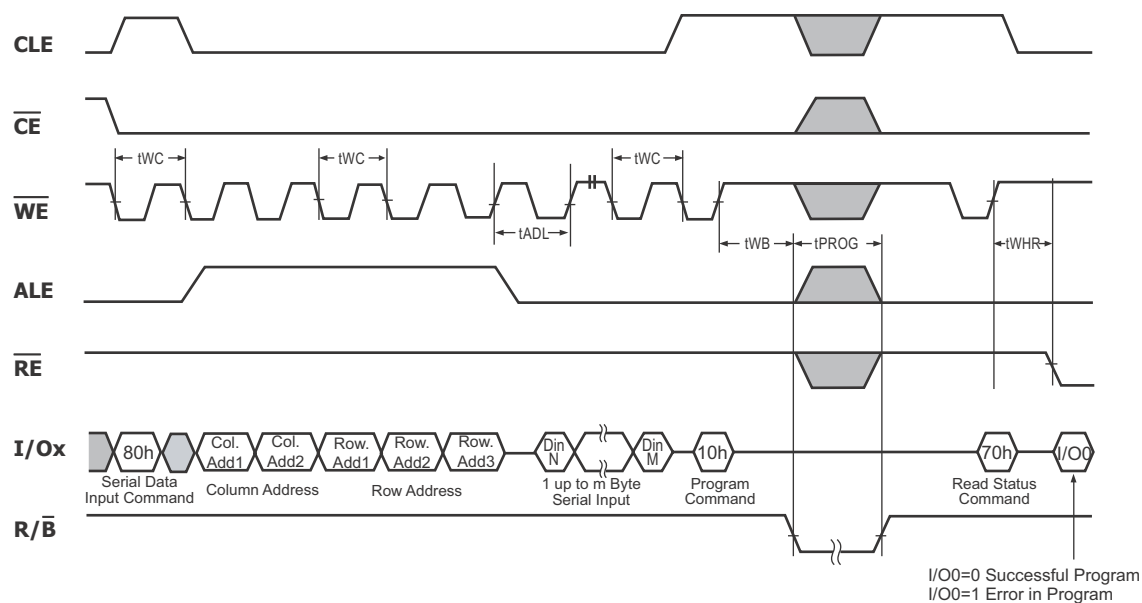 CLE
CE
tWC
tWC
tWC
WE
tADL
tWB
tPROG
tWHR
ALE
RE
I/Ox
80h
Col. Add1
Col. Add2
Row. Add1
Row. Add2
Row. Add3
Din N
Din M
10h
70h
I/O0
Serial Data
Input Command
Column Address
Row Address
1 up to m Byte
Serial Input
Program
Command
Read Status
Command
R/B
I/O0=0 Successful Program
I/O0=1 Error in Program